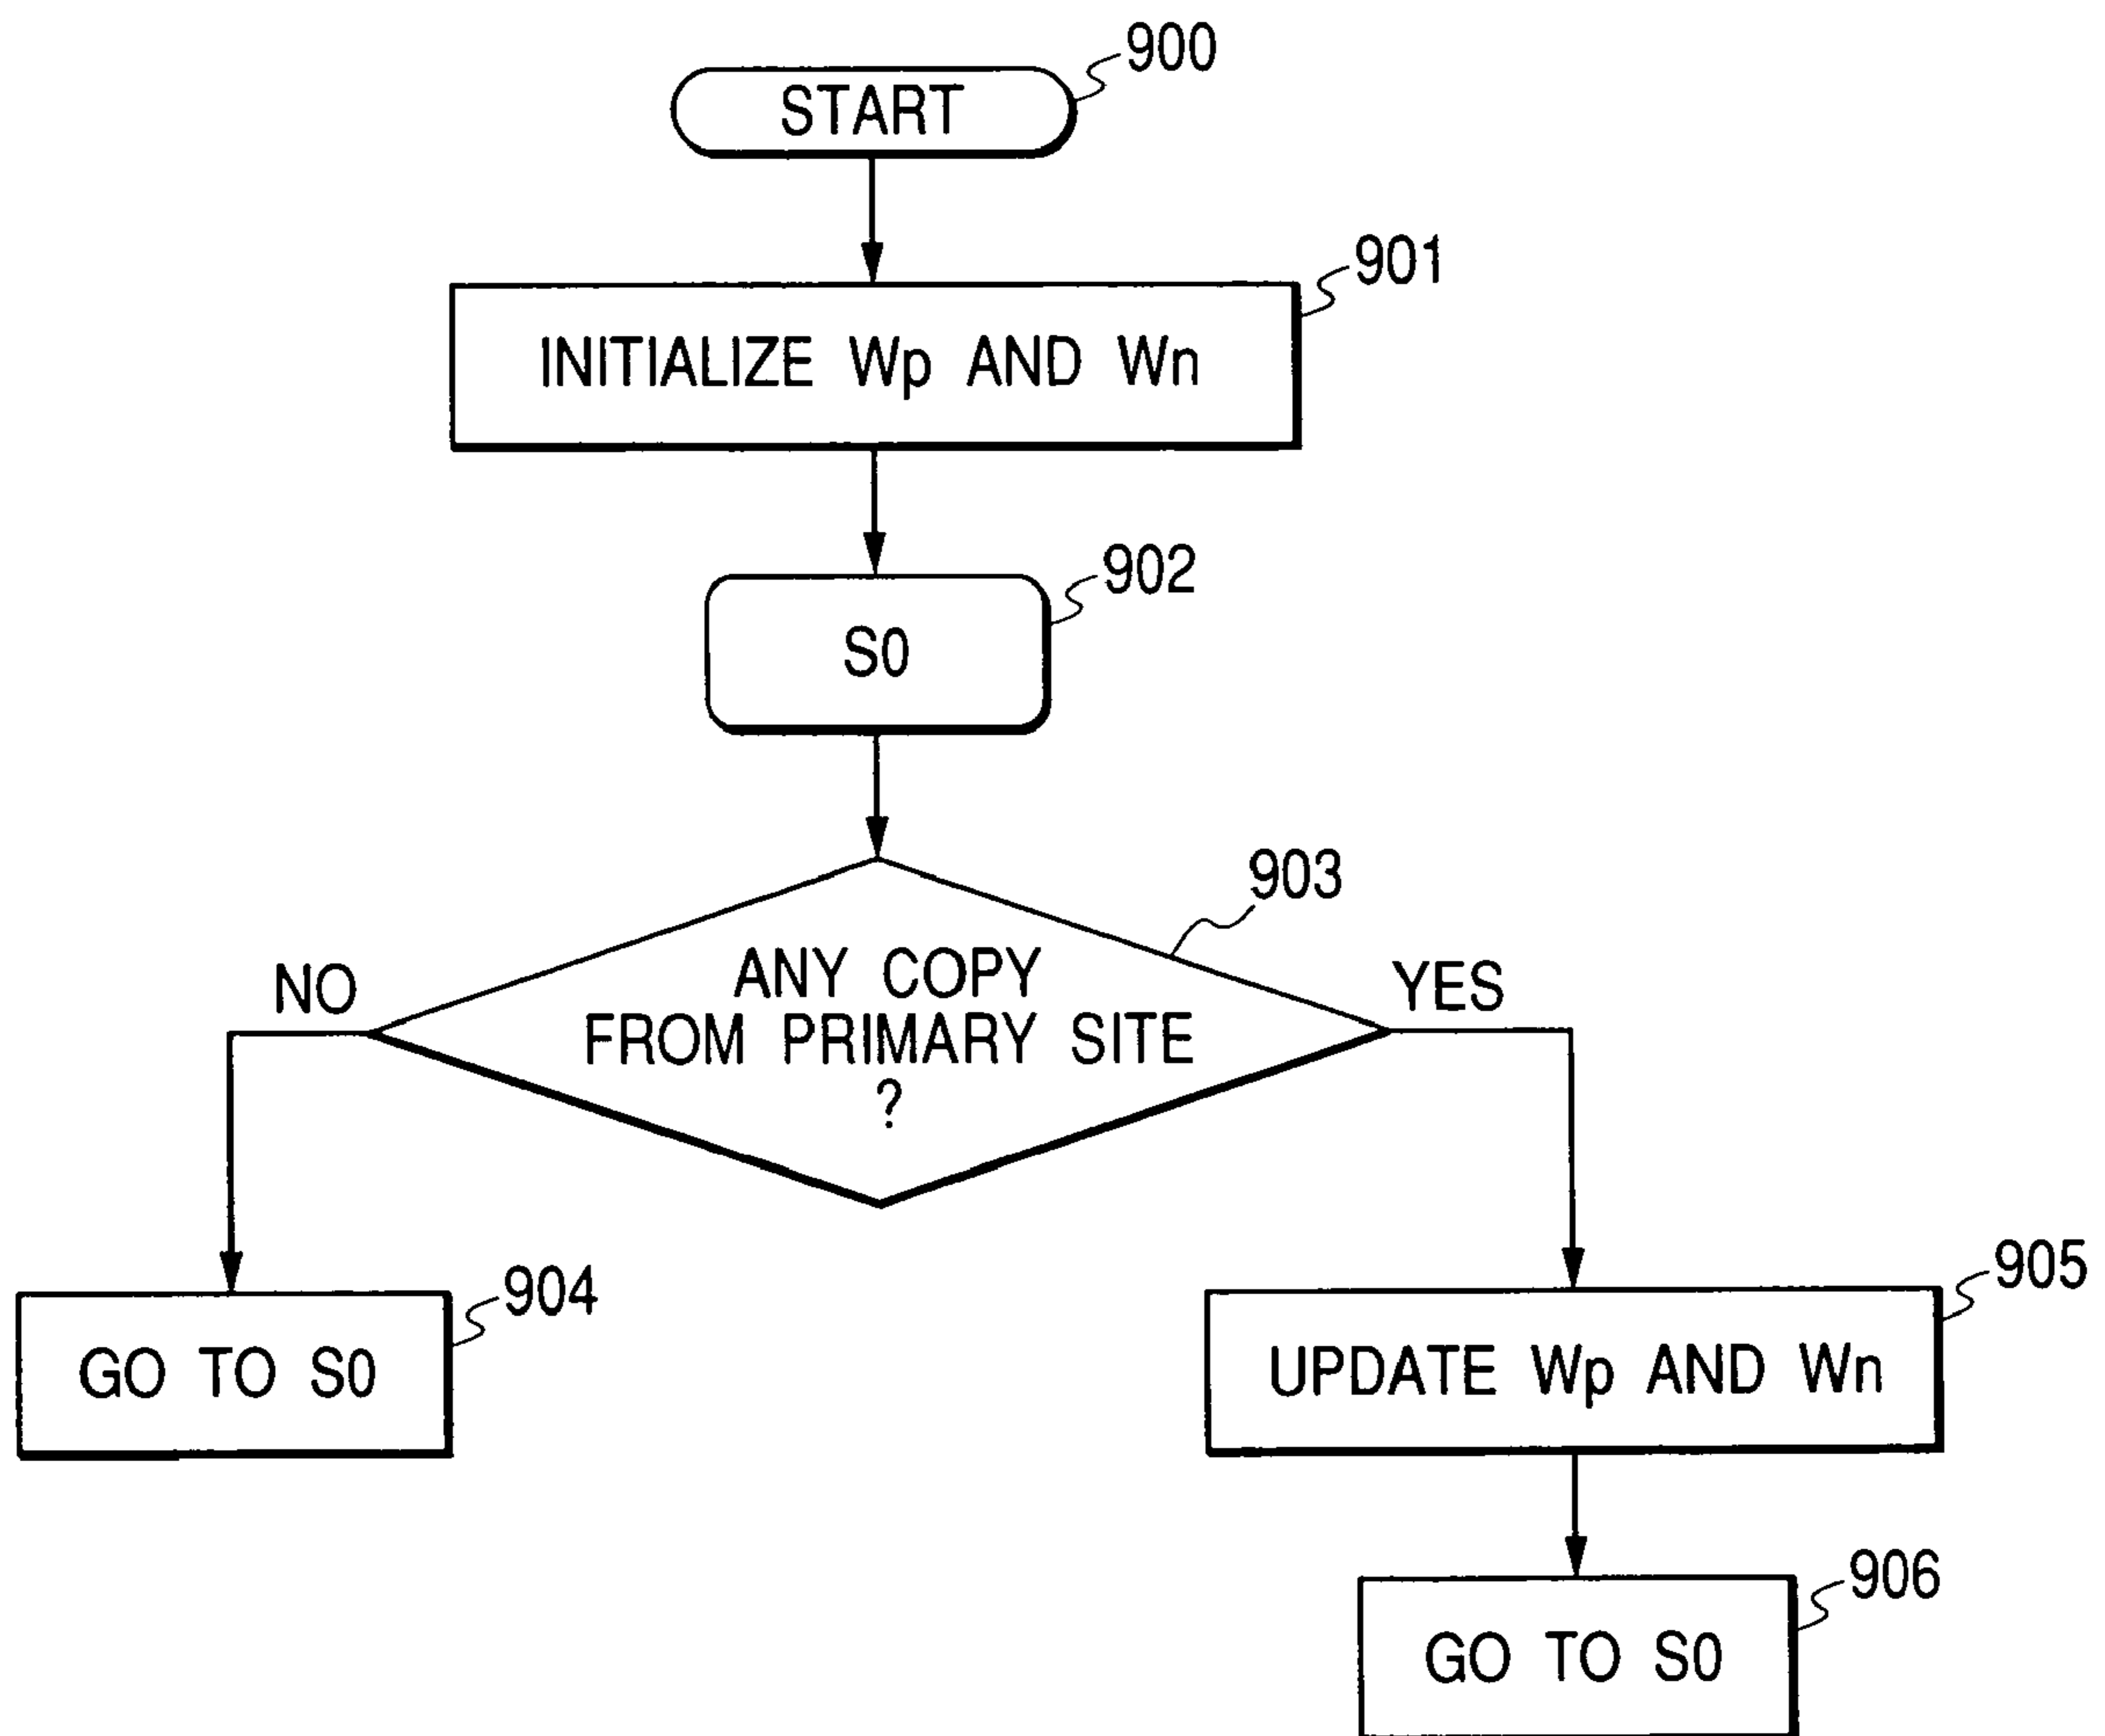 900
START
901
INITIALIZE Wp AND Wn
902
S0
903
ANY COPY
FROM PRIMARY SITE
?
NO
YES
904
GO TO S0
905
UPDATE Wp AND Wn
906
GO TO S0